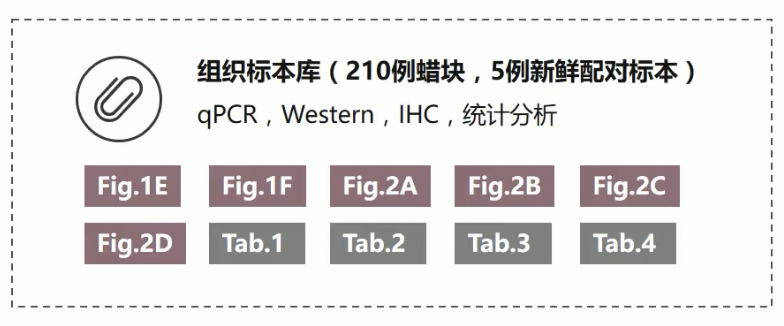 组织标本库（210例蜡块，5例新鲜配对标本）
qPCR，Western，IHC，统计分析
Fig.1E Fig.1F Fig.2A Fig.2B Fig.2C
Fig.2D Tab.1 Tab.2 Tab.3 Tab.4